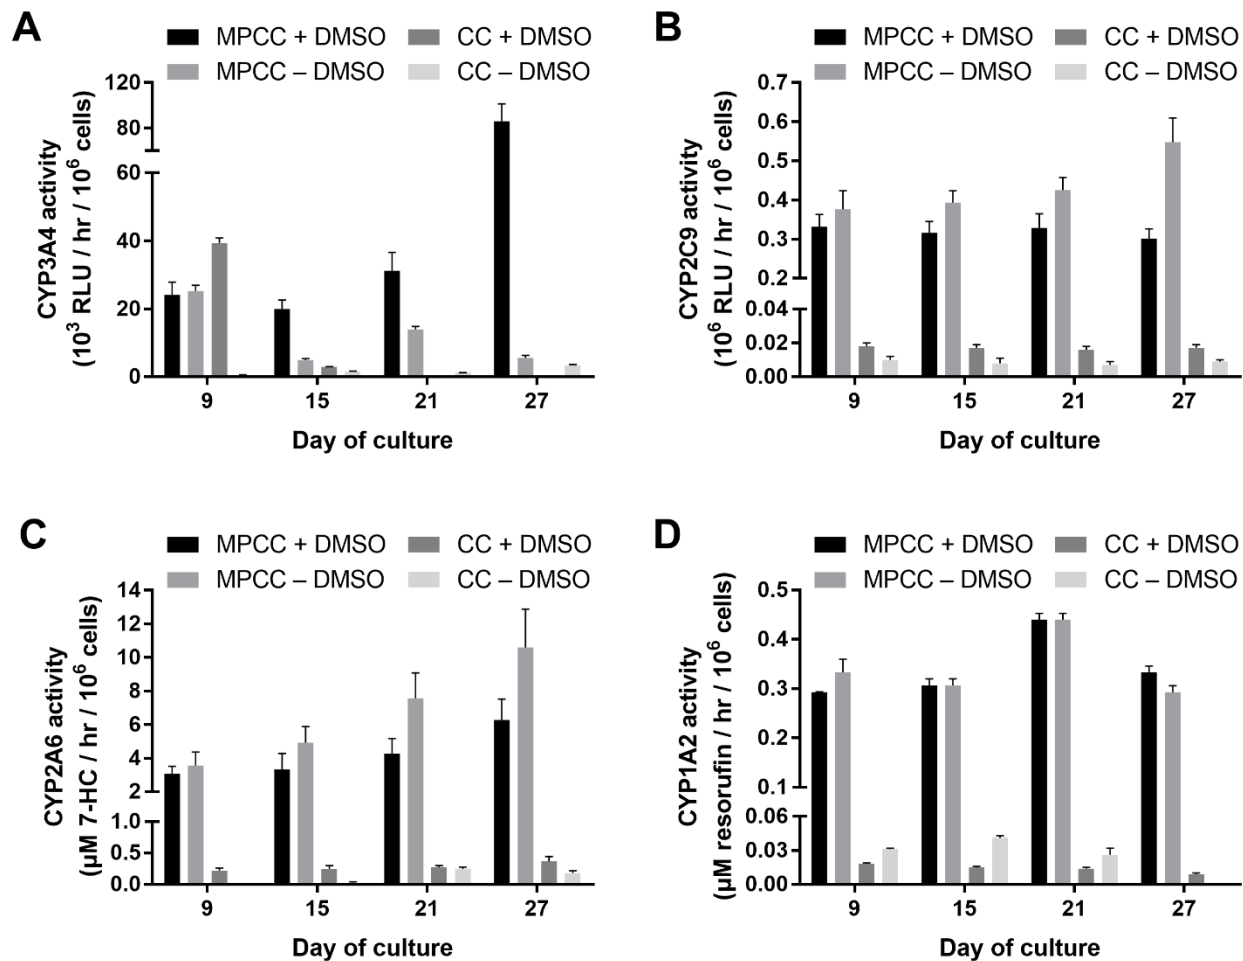 A
MPCC + DMSO
CC + DMSO
MPCC – DMSO
CC – DMSO
CYP3A4 activity
(10³ RLU / hr / 10⁶ cells)
120
80
60
40
20
0
9
15
21
27
Day of culture
B
MPCC + DMSO
CC + DMSO
MPCC – DMSO
CC – DMSO
CYP2C9 activity
(10⁶ RLU / hr / 10⁶ cells)
0.7
0.6
0.5
0.4
0.3
0.2
0.04
0.02
0.00
9
15
21
27
Day of culture
C
MPCC + DMSO
CC + DMSO
MPCC – DMSO
CC – DMSO
CYP2A6 activity
(µM 7-HC / hr / 10⁶ cells)
14
12
10
8
6
4
2
1.0
0.5
0.0
9
15
21
27
Day of culture
D
MPCC + DMSO
CC + DMSO
MPCC – DMSO
CC – DMSO
CYP1A2 activity
(µM resorufin / hr / 10⁶ cells)
0.5
0.4
0.3
0.2
0.1
0.06
0.03
0.00
9
15
21
27
Day of culture